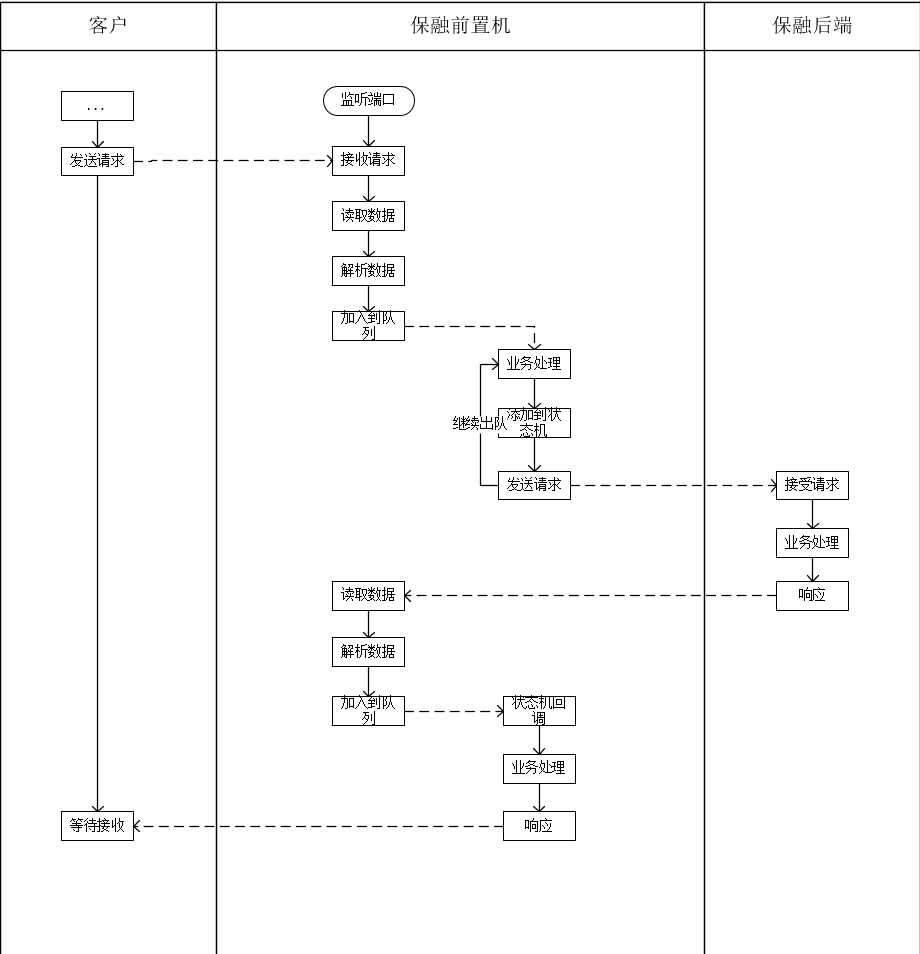 客户
保融前置机
保融后端
...
监听端口
发送请求
接收请求
读取数据
解析数据
加入到队
列
业务处理
继续出队
添加到状
态机
发送请求
接受请求
业务处理
读取数据
响应
解析数据
加入到队
列
状态机回
调
业务处理
等待接收
响应